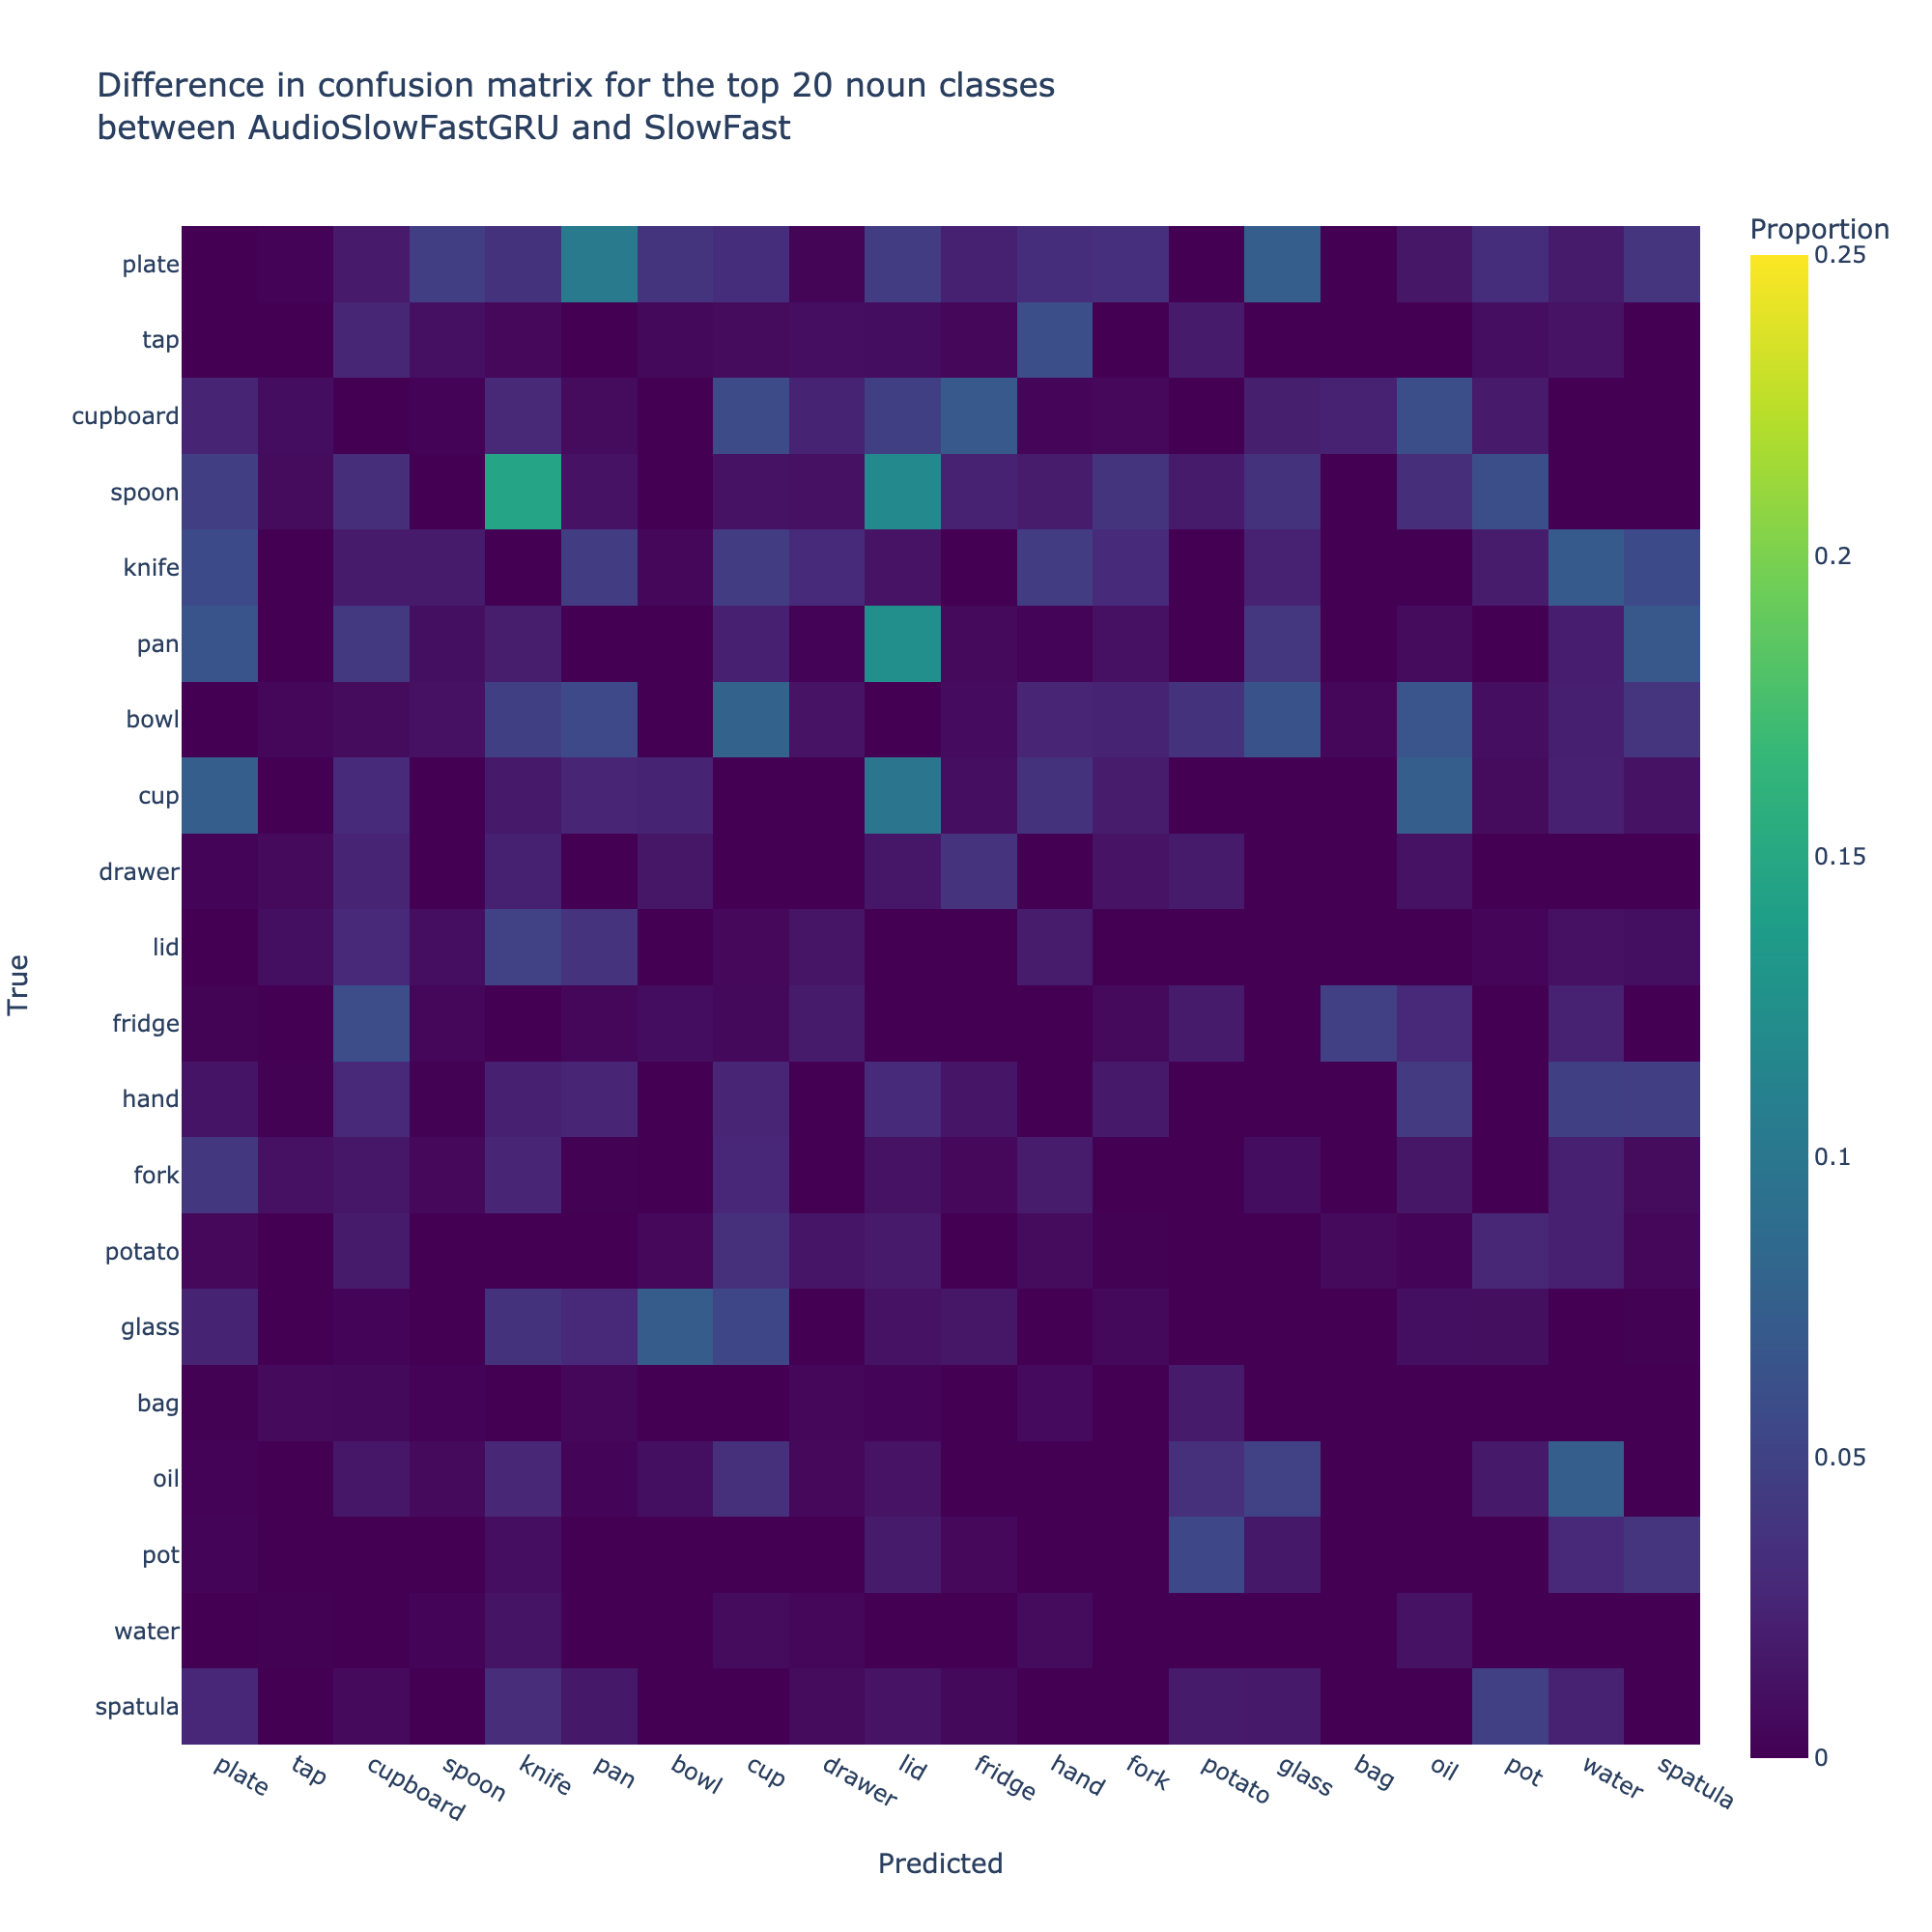 Difference in confusion matrix for the top 20 noun classes
between AudioSlowFastGRU and SlowFast
Proportion
0.25
0.2
0.15
0.1
0.05
0
True
plate
tap
cupboard
spoon
knife
pan
bowl
cup
drawer
lid
fridge
hand
fork
potato
glass
bag
oil
pot
water
spatula
plate
tap
cupboard
spoon
knife
pan
bowl
cup
drawer
lid
fridge
hand
fork
potato
glass
bag
oil
pot
water
spatula
Predicted